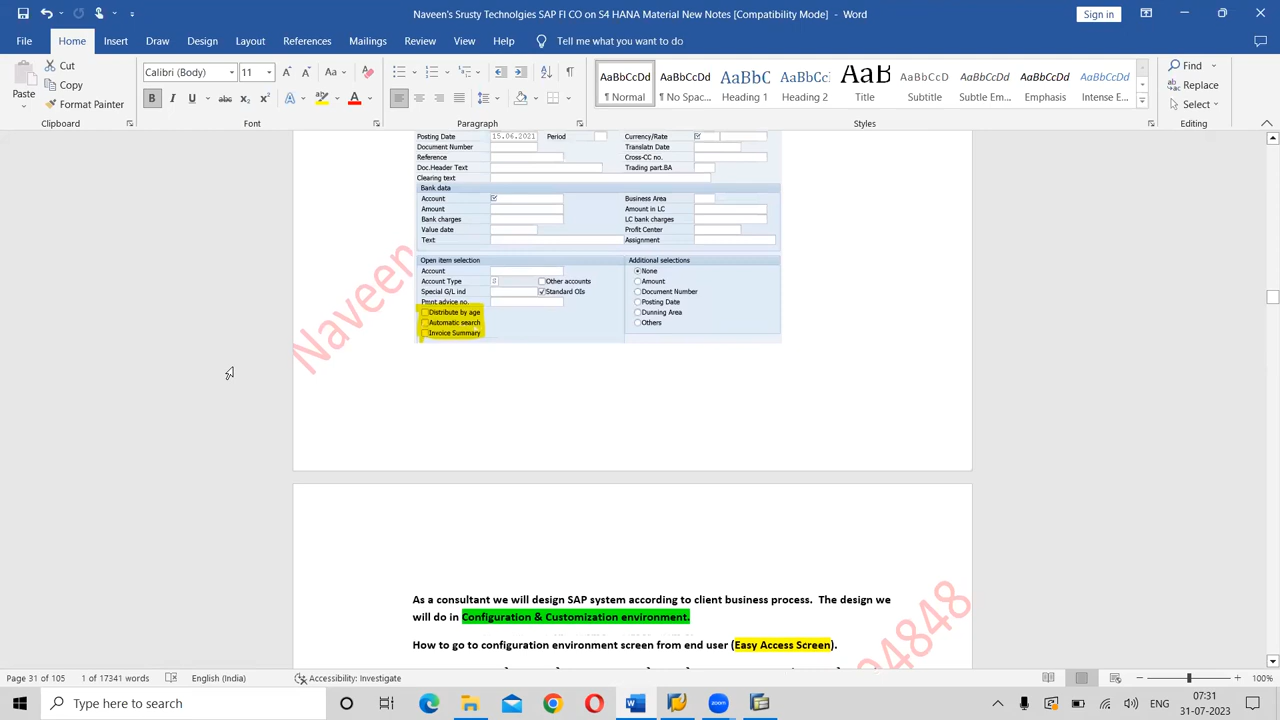 Naveen's Techniques SAP FI CO on S4 HANA Notes [Compatibility Mode] - Word
Sign in
File Home Insert Draw Design Layout References Mailings Review View Help Tell me what you want to do
Paste
Cut
Copy
Format Painter
Calibri (Body) 11
Clipboard Font Paragraph Styles Editing
AaBbCcDd AaBbCcDd AaBbCc AaBbCc AaB AaBbCcD AaBbCcDd AaBbCcDd AaBbCcDd
¶ Normal ¶ No Spac... Heading 1 Heading 2 Title Subtitle Subtle Em... Emphasis Intense E...
Find
Replace
Select
Posting Date 15.06.2021 Period Currency/Rate
Document Number Translatn Date
Reference Cross-CC no.
Doc.Header Text Trading part.BA
Clearing text
Bank data
Account Business Area
Amount Amount in LC
Bank charges LC bank charges
Value date Profit Center
Text Assignment
Open item selection Additional selections
Account None
Account Type Other accounts Amount
Special G/L ind Standard OIs Document Number
Pmnt advice no. Posting Date
Distribute by age Dunning Area
Automatic search Others
Invoice Summary
Naveen
As a consultant we will design SAP system according to client business process. The design we
will do in Configuration & Customization environment.
How to go to configuration environment screen from end user (Easy Access Screen).
94848
Page 31 of 105 1 of 17341 words English (India) Accessibility: Investigate 100%
Type here to search
zoom
ENG
07:31
31-07-2023